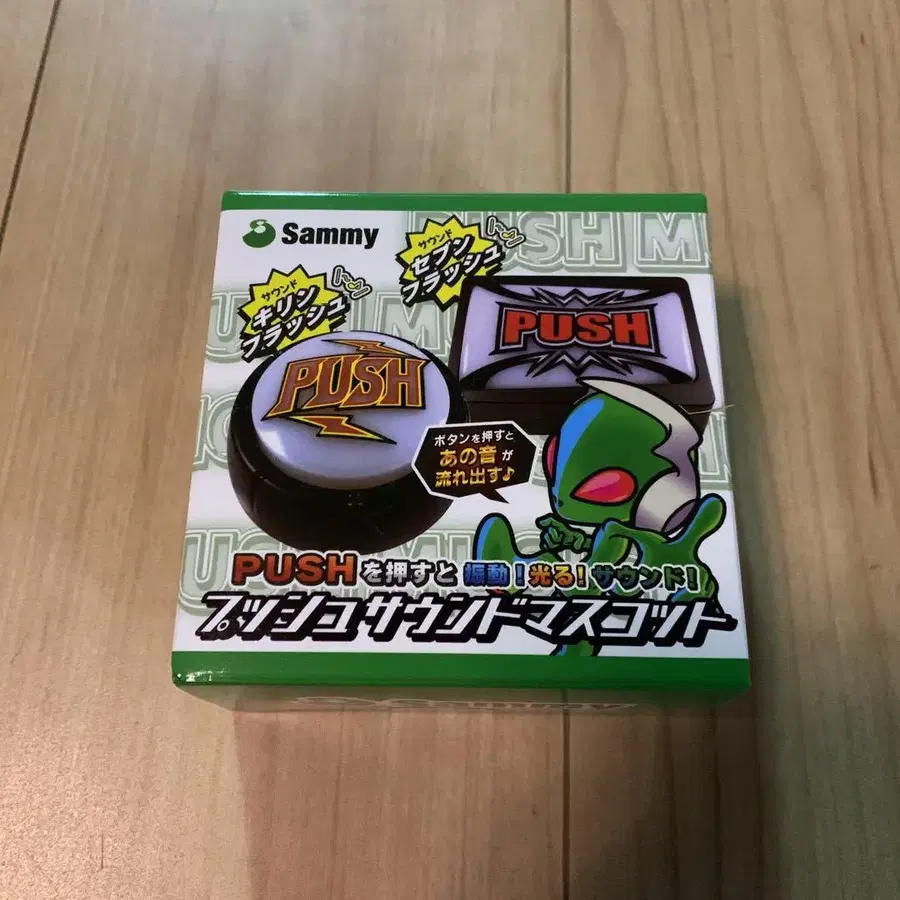 Sammy
サウンド
キリン
フラッシュ
サウンド
セブン
フラッシュ
PUSH
PUSH
ボタンを押すと
あの音が
流れ出す♪
PUSHを押すと 振動!光る!サウンド!
プッシュサウンドマスコット